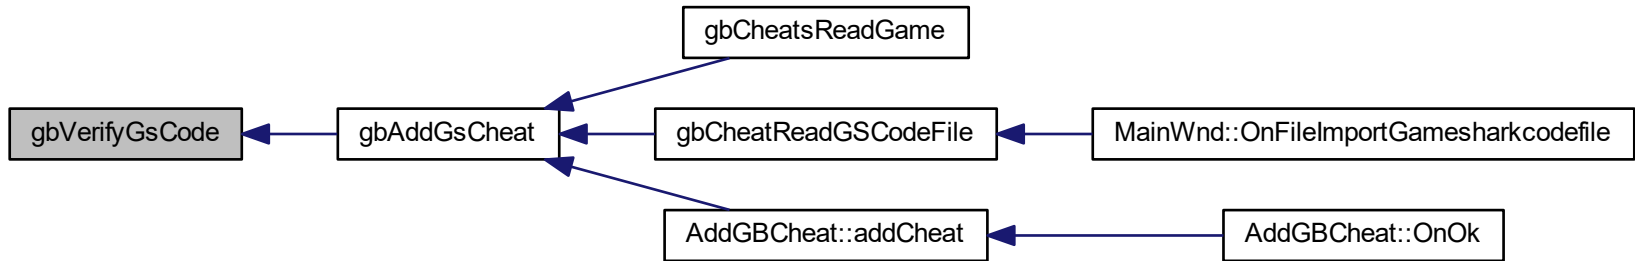 gbCheatsReadGame
gbVerifyGsCode
gbAddGsCheat
gbCheatReadGSCodeFile
MainWnd::OnFileImportGamesharkcodefile
AddGBCheat::addCheat
AddGBCheat::OnOk